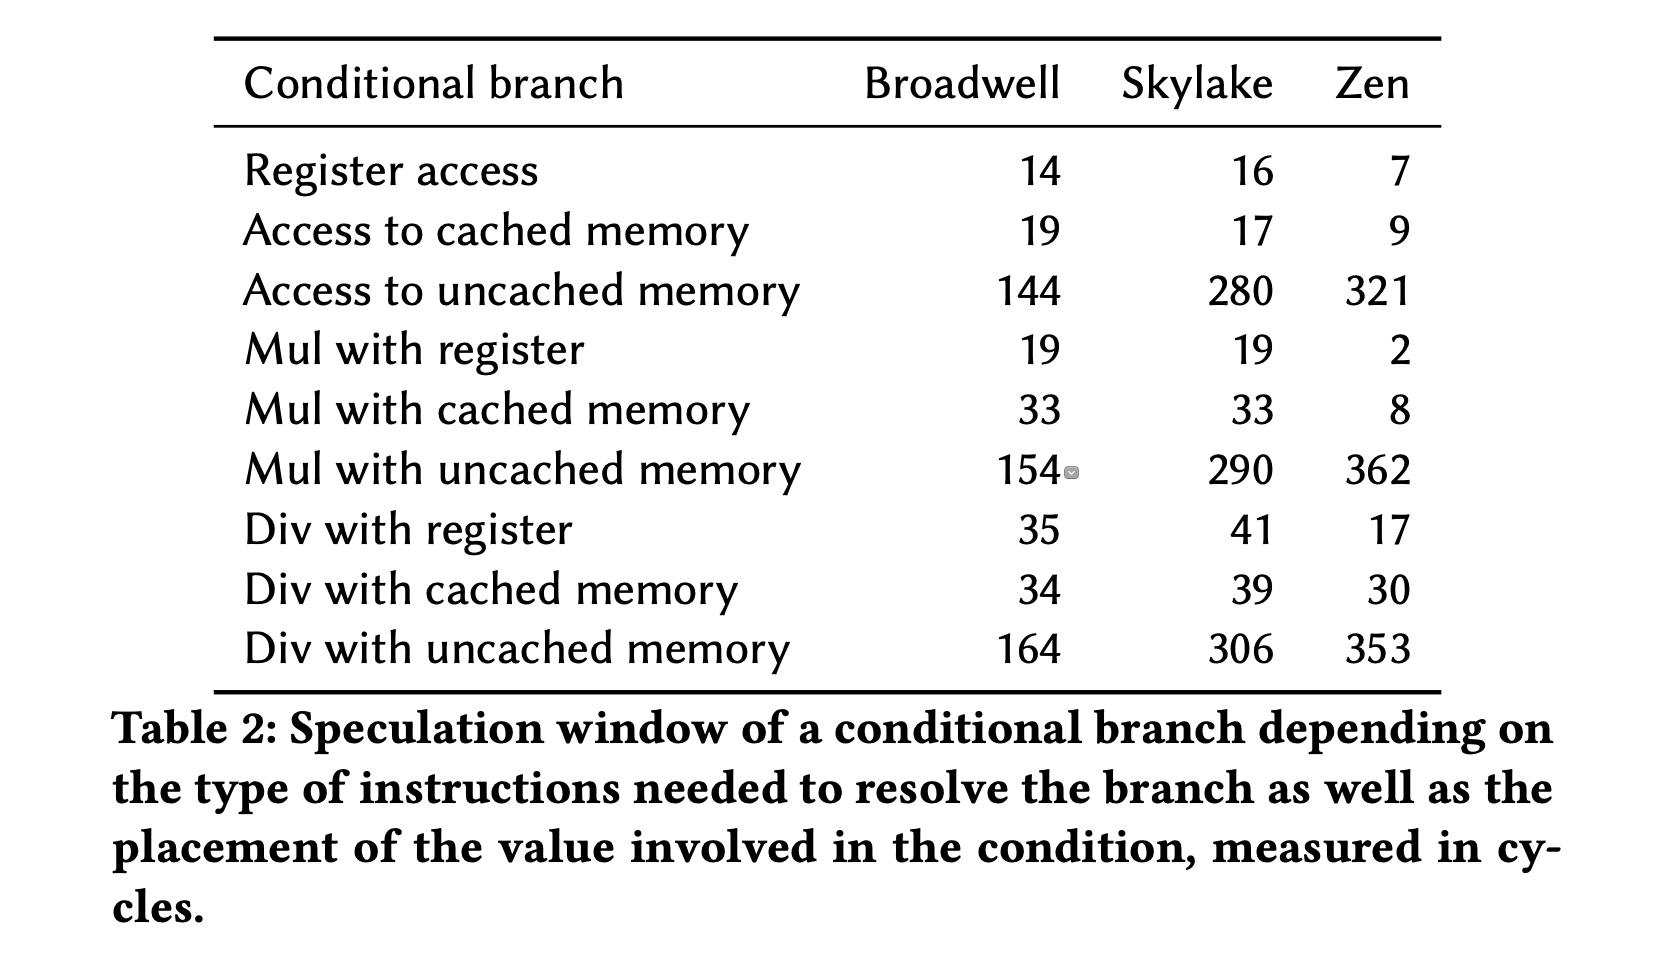 Conditional branch Broadwell Skylake Zen
Register access 14 16 7
Access to cached memory 19 17 9
Access to uncached memory 144 280 321
Mul with register 19 19 2
Mul with cached memory 33 33 8
Mul with uncached memory 154 290 362
Div with register 35 41 17
Div with cached memory 34 39 30
Div with uncached memory 164 306 353
Table 2: Speculation window of a conditional branch depending on
the type of instructions needed to resolve the branch as well as the
placement of the value involved in the condition, measured in cy-
cles.